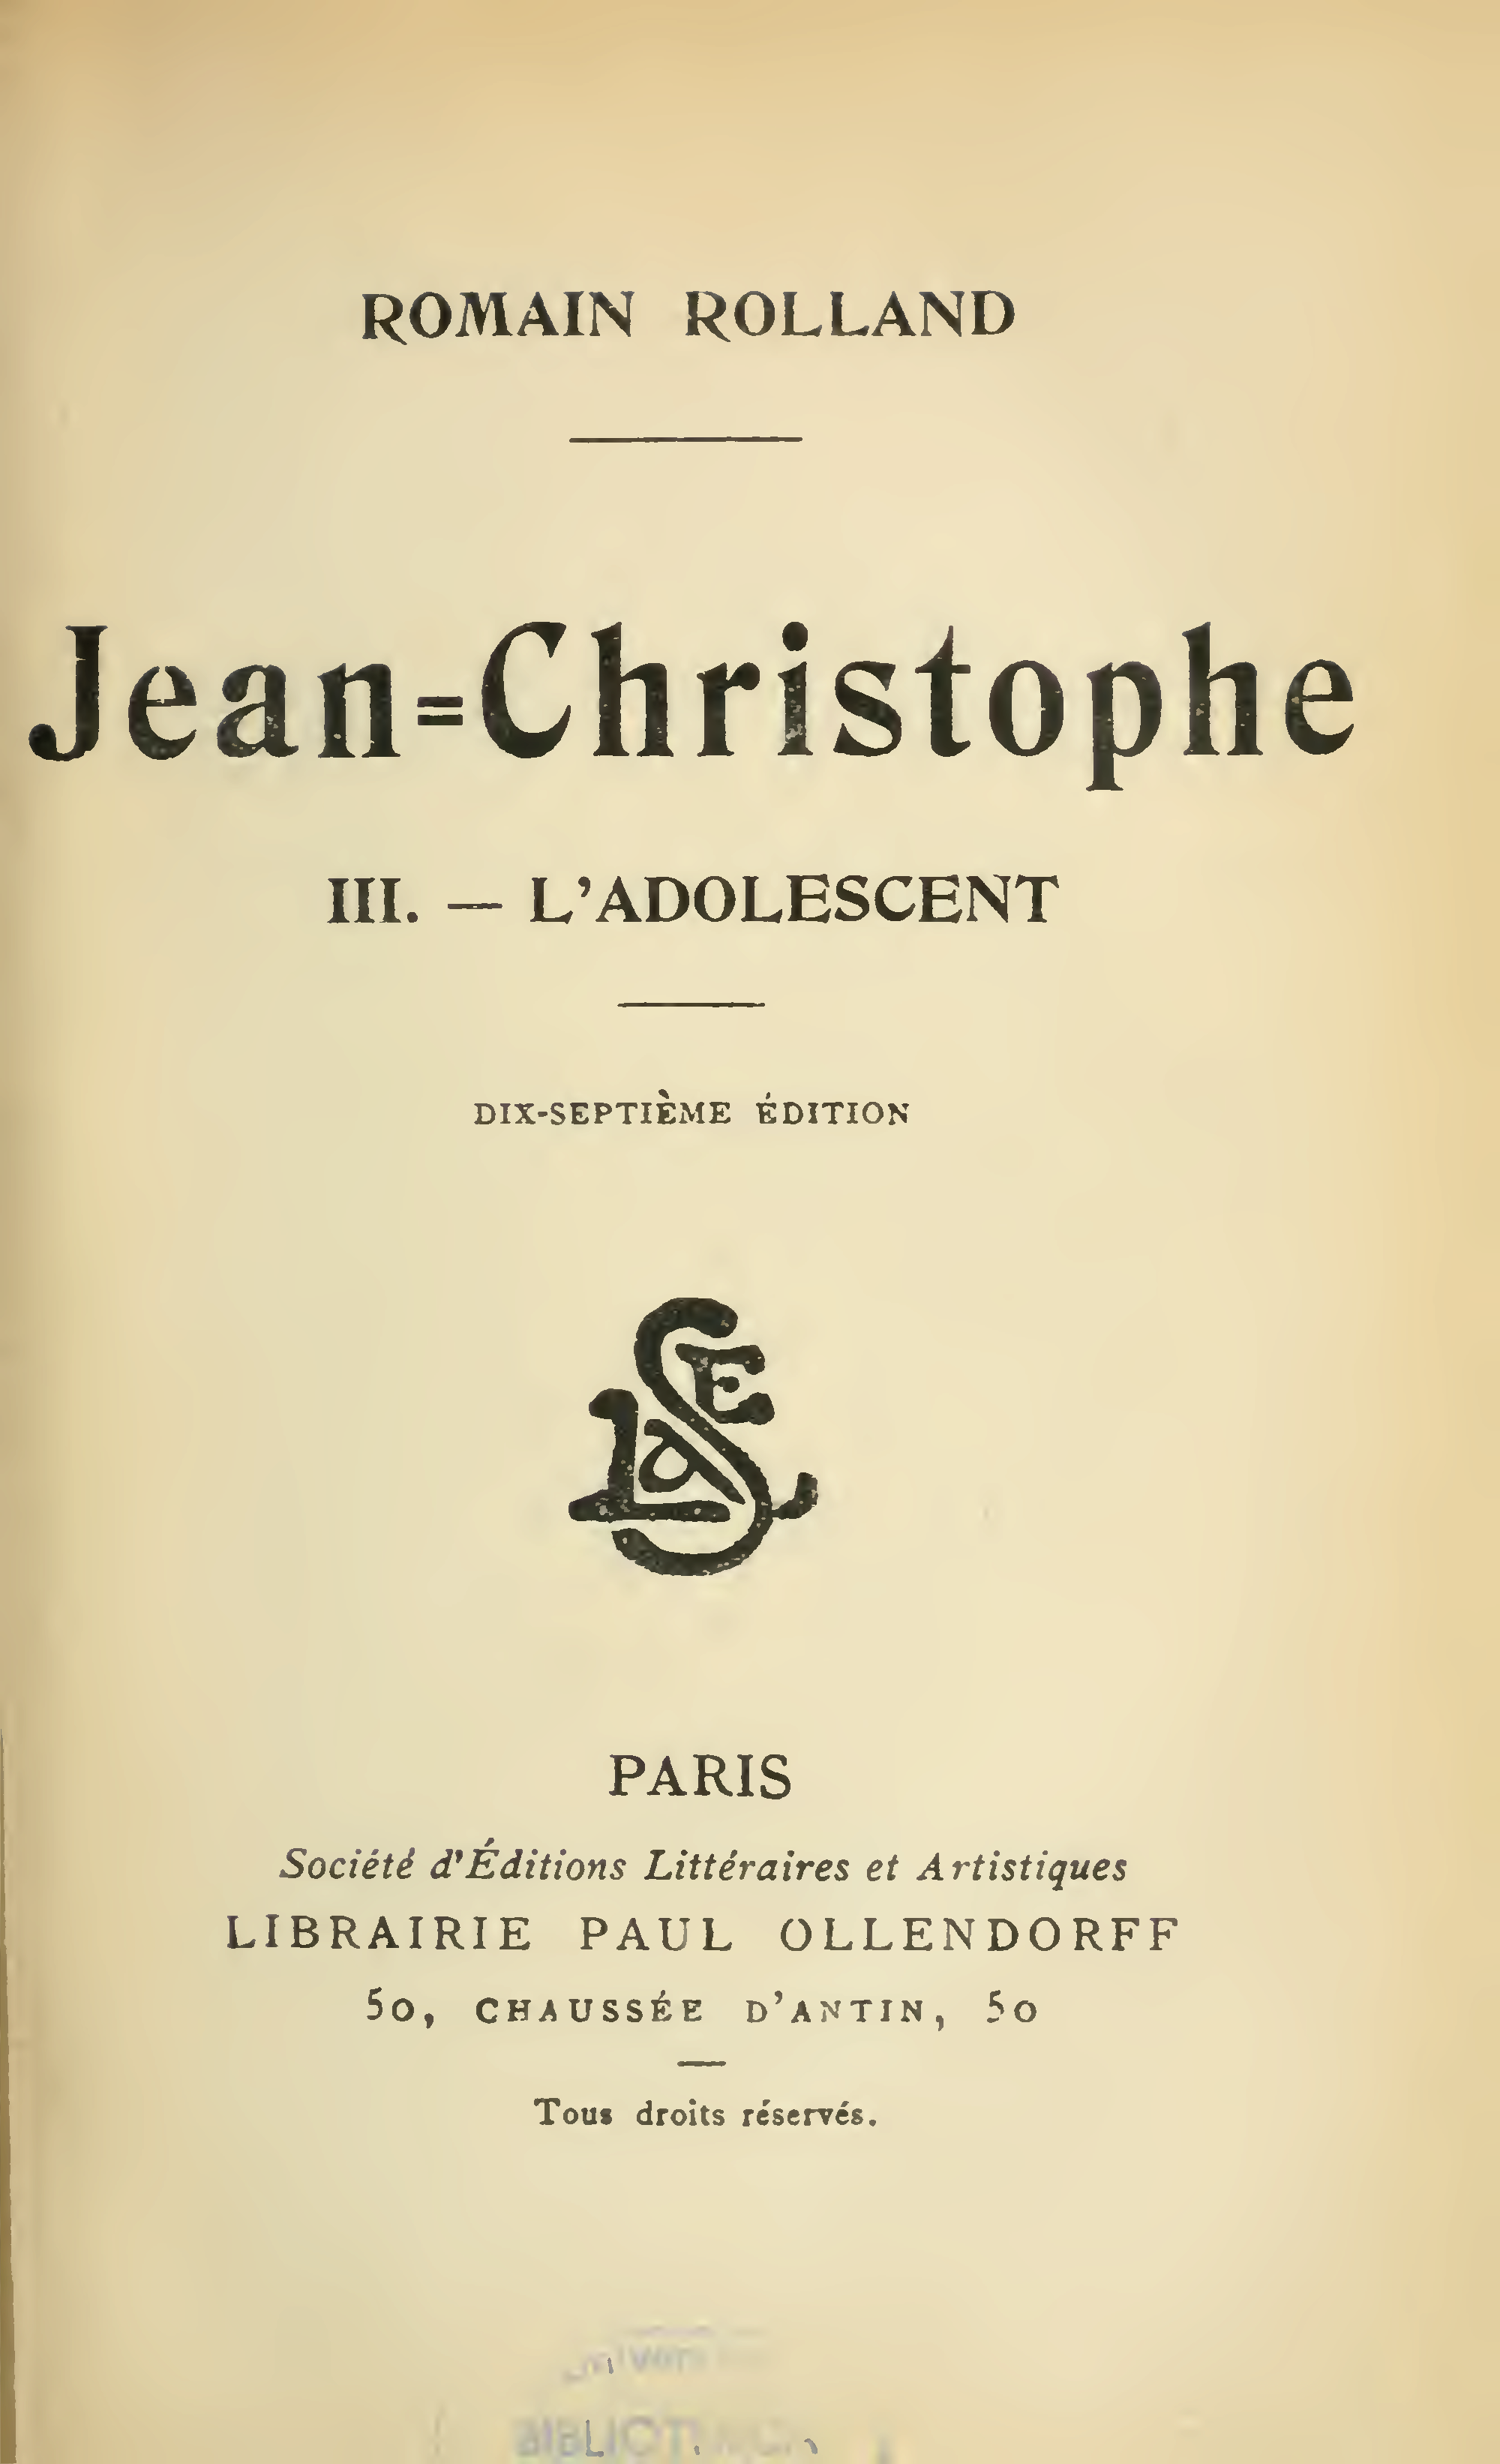 ROMAIN ROLLAND
Jean=Christophe
III. — L'ADOLESCENT
DIX-SEPTIÈME ÉDITION
PARIS
Société d'Éditions Littéraires et Artistiques
LIBRAIRIE PAUL OLLENDORFF
50, CHAUSSÉE D'ANTIN, 50
Tous droits réservés.